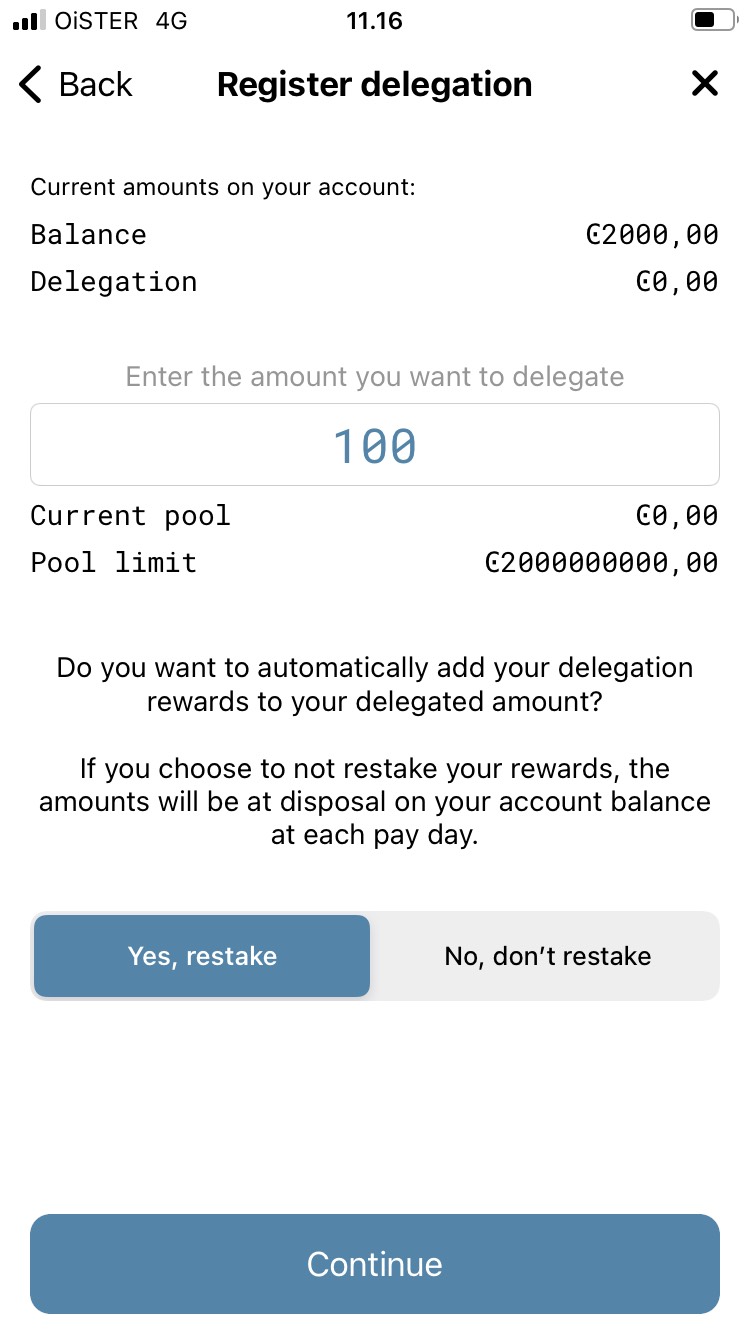 OiSTER 4G 11.16
Back Register delegation
Current amounts on your account:
Balance Ͼ2000,00
Delegation Ͼ0,00
Enter the amount you want to delegate
100
Current pool Ͼ0,00
Pool limit Ͼ2000000000,00
Do you want to automatically add your delegation
rewards to your delegated amount?
If you choose to not restake your rewards, the
amounts will be at disposal on your account balance
at each pay day.
Yes, restake No, don’t restake
Continue